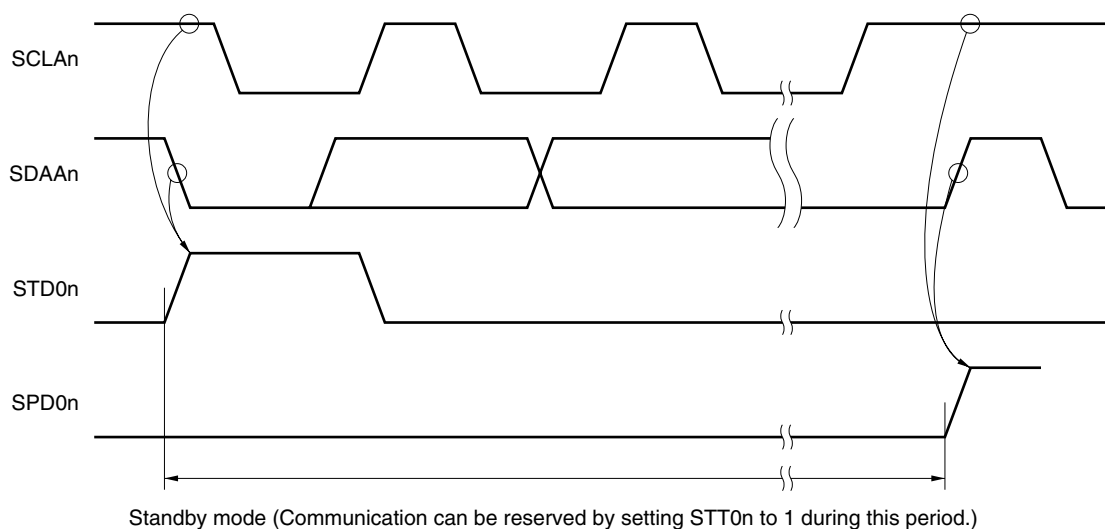 SCLAn
SDAAn
STD0n
SPD0n
Standby mode (Communication can be reserved by setting STT0n to 1 during this period.)